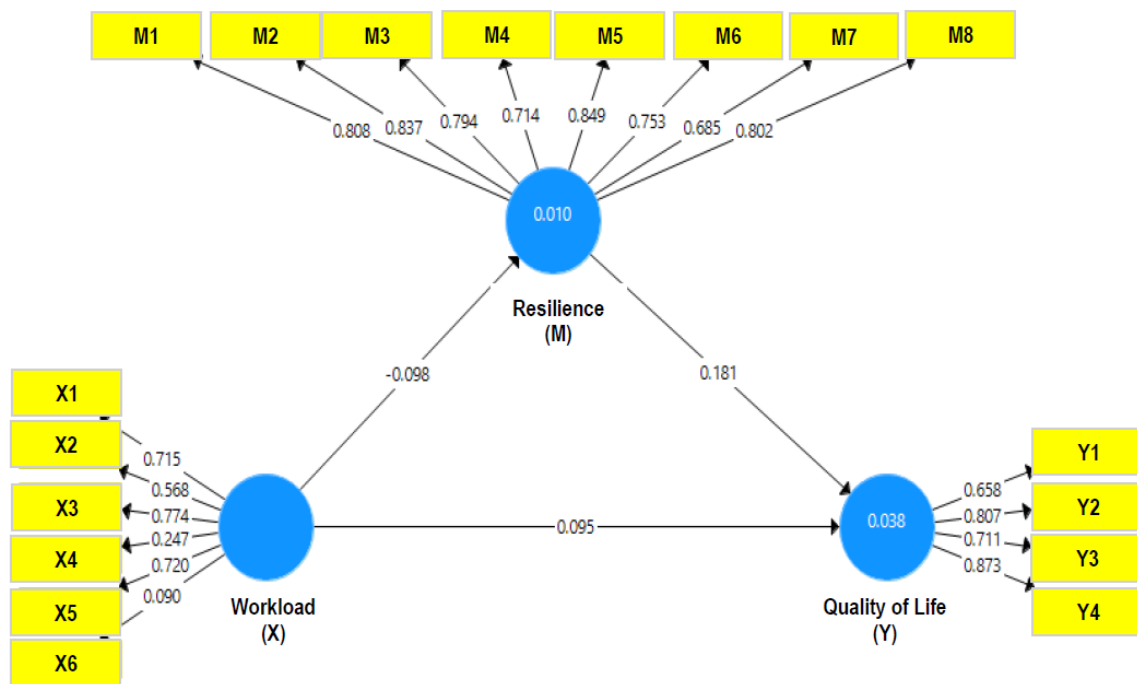 M1 M2 M3 M4 M5 M6 M7 M8
0.808 0.837 0.794 0.714 0.849 0.753 0.685 0.802
0.010
Resilience
(M)
-0.098
0.181
X1
X2
X3
X4
X5
X6
0.715
0.568
0.774
0.247
0.720
0.090
Workload
(X)
0.095
0.038
Quality of Life
(Y)
0.658
0.807
0.711
0.873
Y1
Y2
Y3
Y4